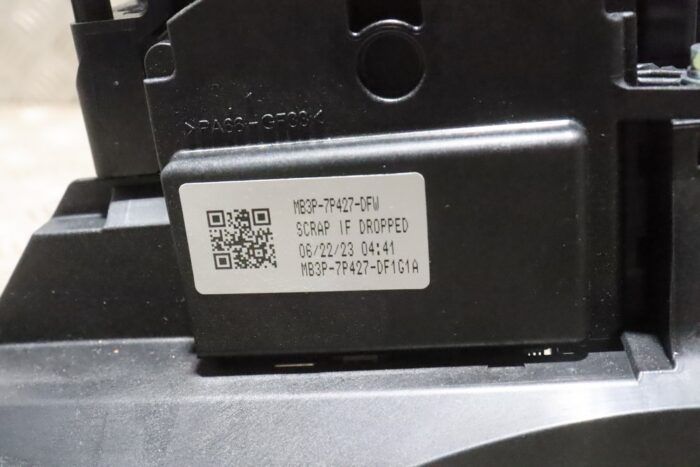 >PA66-GF33<
MB3P-7P427-DFW
SCRAP IF DROPPED
06/22/23 04:41
MB3P-7P427-DF1G1A